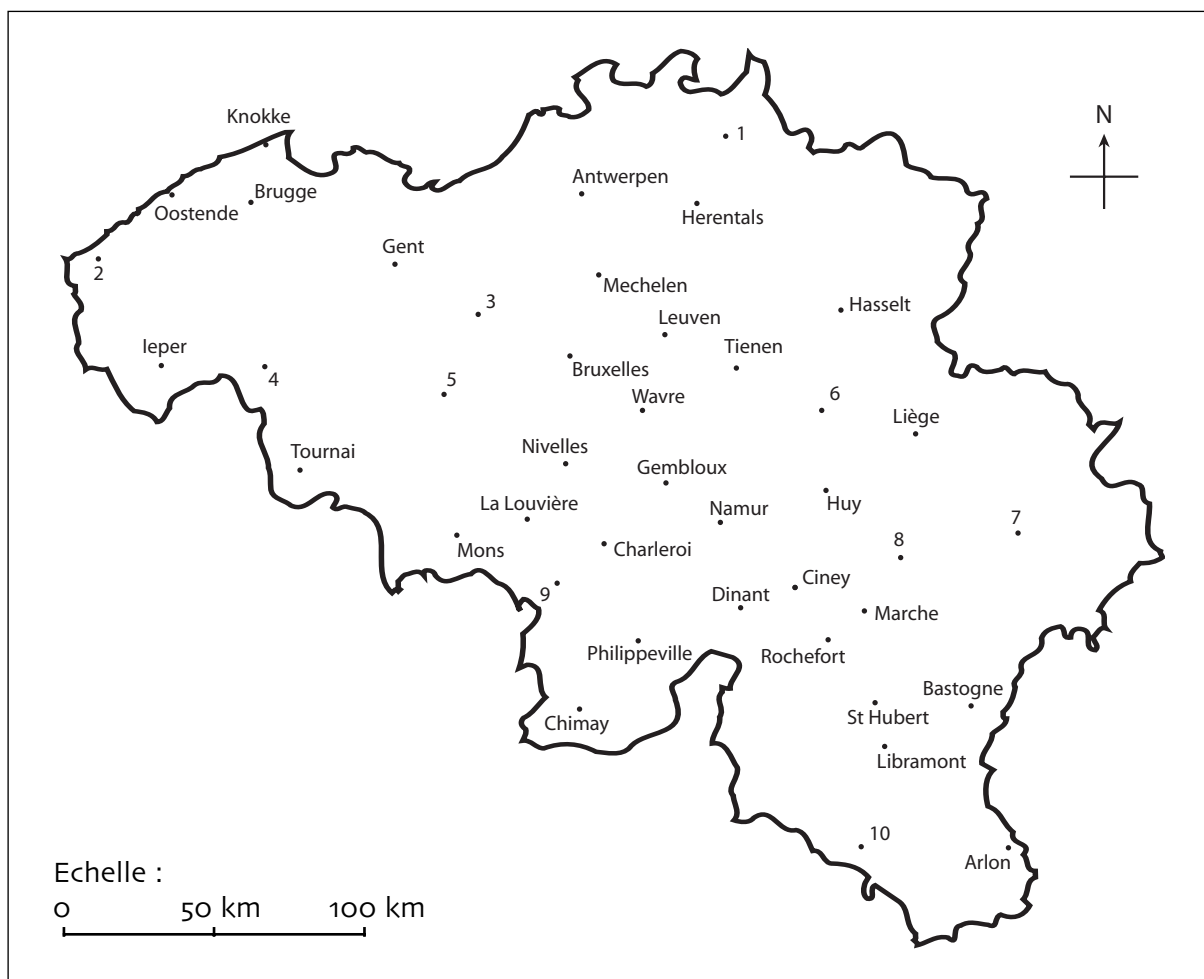 N
Knokke
1
Antwerpen
Brugge
Oostende
Herentals
Gent
2
Mechelen
3
Hasselt
Leuven
Ieper
Tienen
Bruxelles
4
5
Wavre
6
Liège
Nivelles
Tournai
Gembloux
La Louvière
Huy
Namur
7
Mons
Charleroi
8
Ciney
9
Dinant
Marche
Philippeville
Rochefort
Bastogne
Chimay
St Hubert
Libramont
10
Arlon
Echelle :
0 50 km 100 km